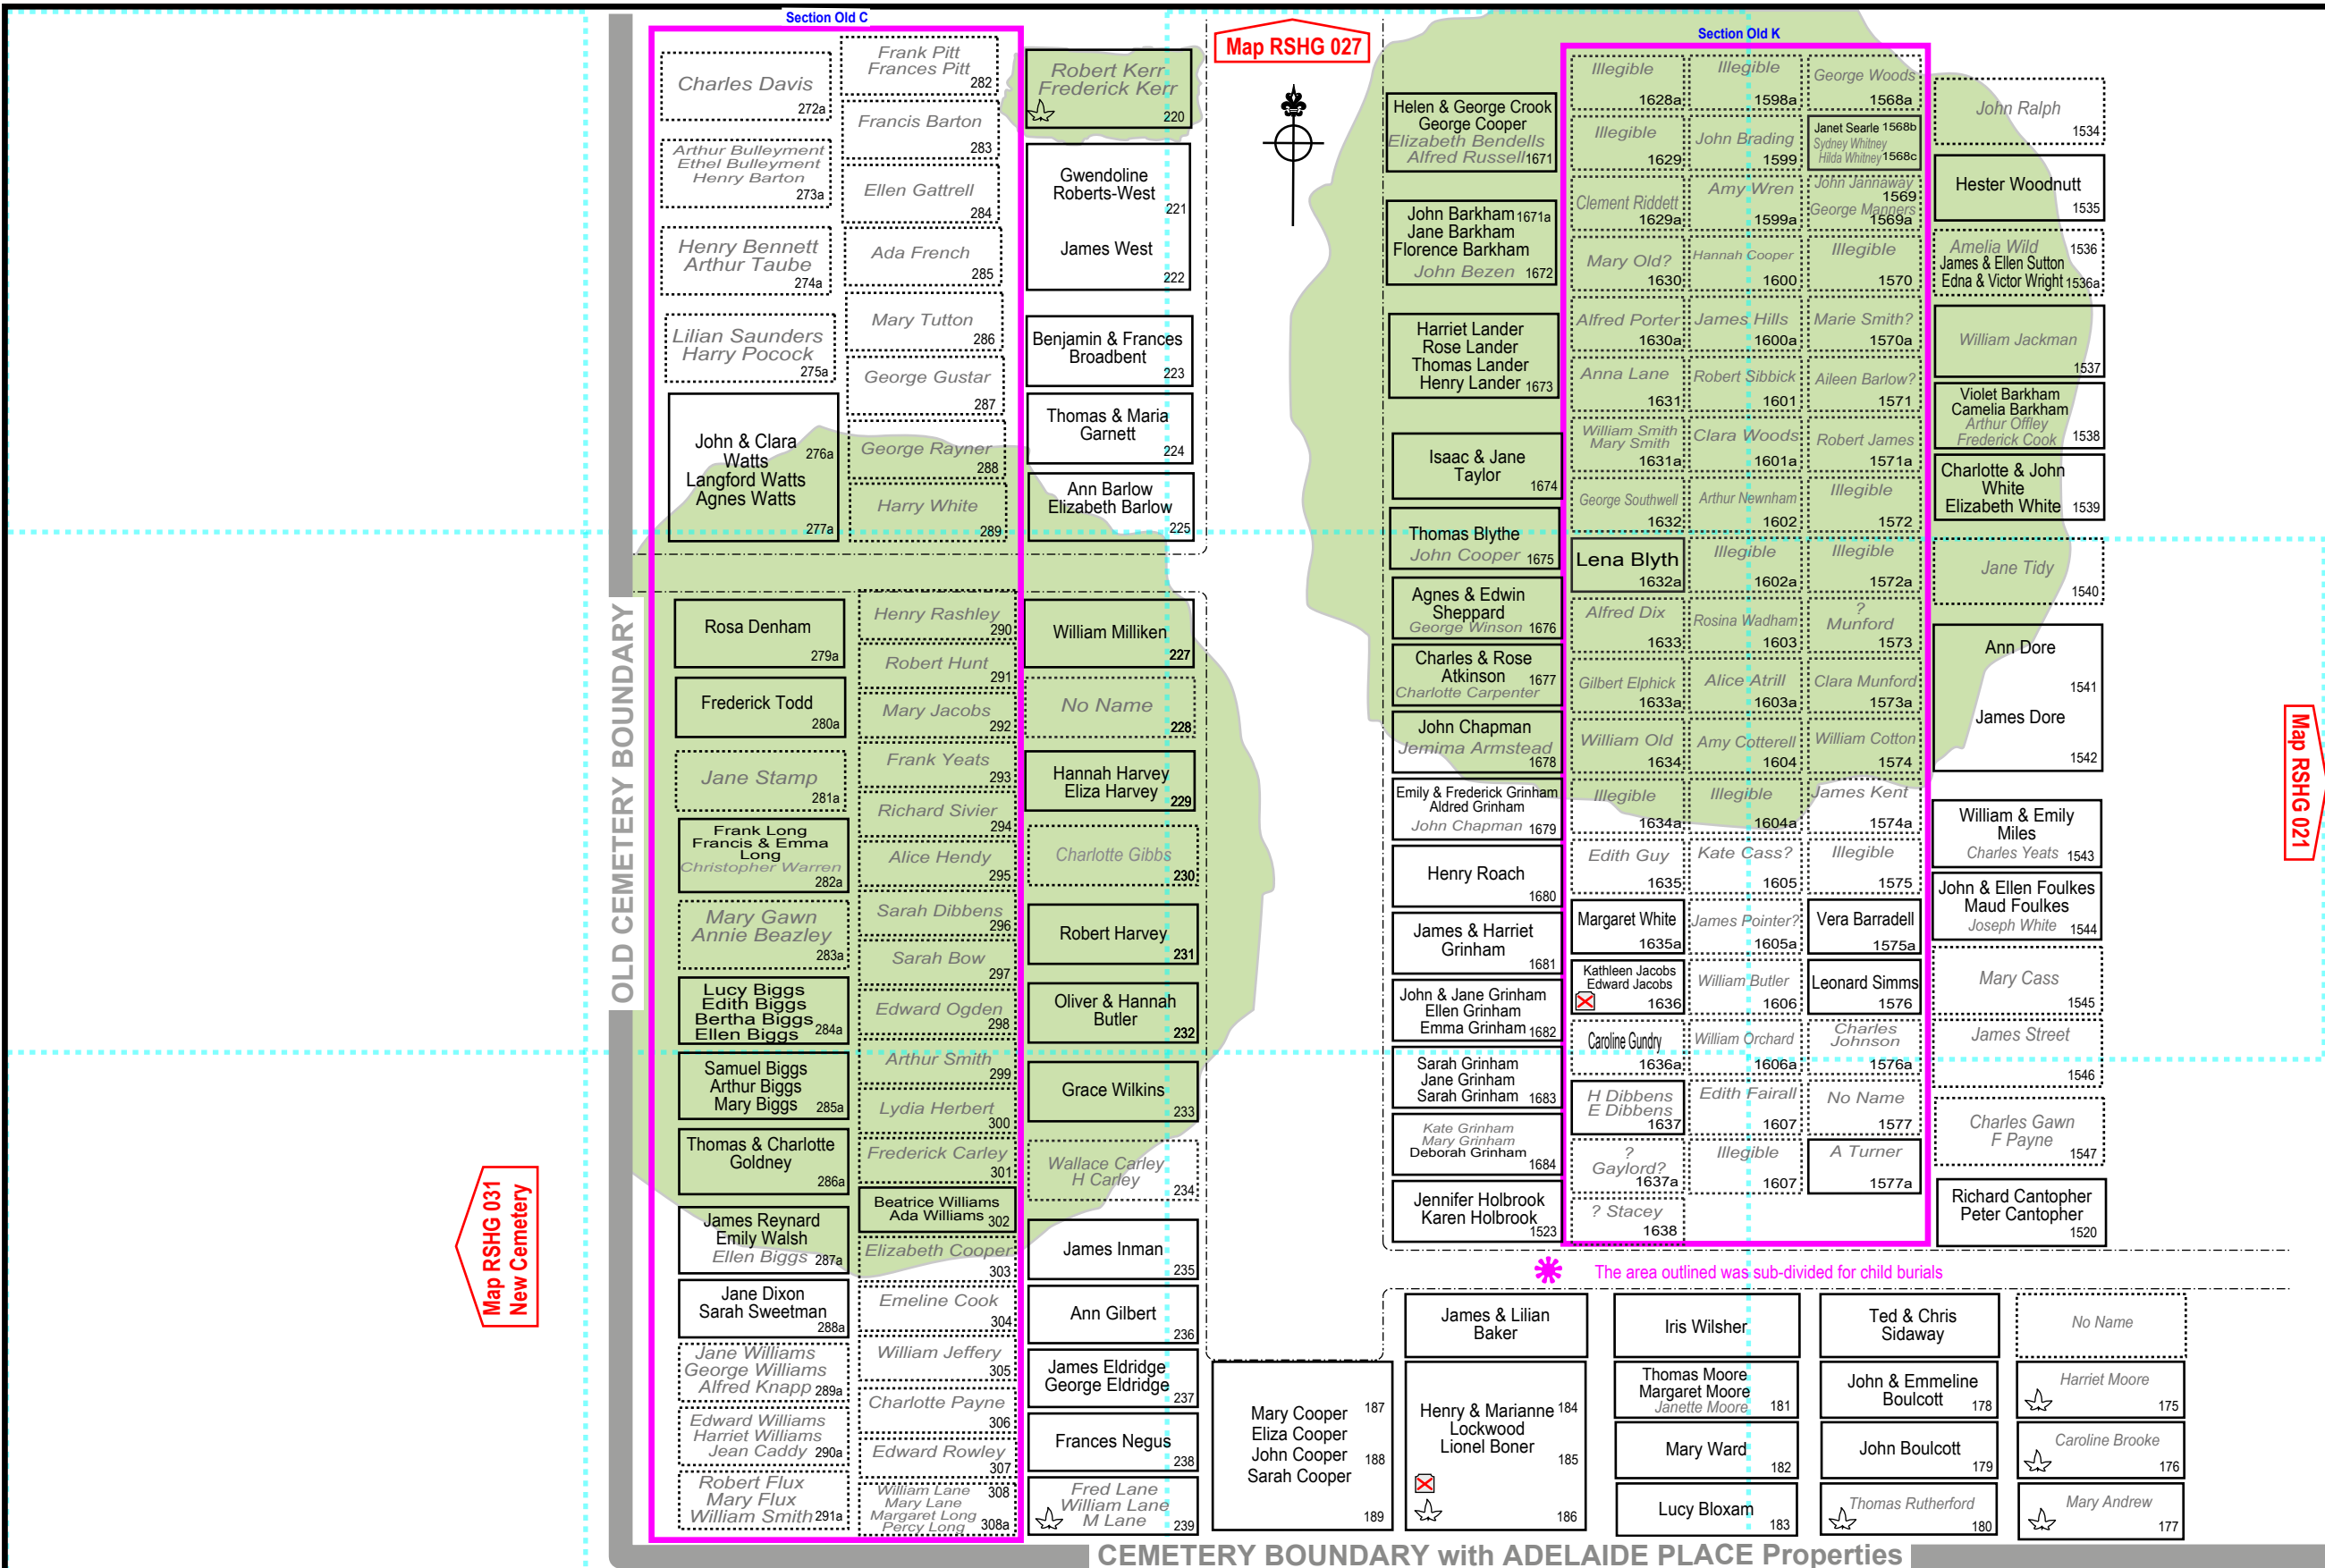 Section Old C
Charles Davis
272a
Arthur Bulleyment
Ethel Bulleyment
Henry Barton
273a
Henry Bennett
Arthur Taube
274a
Lilian Saunders
Harry Pocock
275a
John & Clara
Watts
276a
Langford Watts
Agnes Watts
277a
Rosa Denham
279a
Frederick Todd
280a
Jane Stamp
281a
Frank Long
Francis & Emma
Long
Christopher Warren
282a
Mary Gawn
Annie Beazley
283a
Lucy Biggs
Edith Biggs
Bertha Biggs
Ellen Biggs 284a
Samuel Biggs
Arthur Biggs
Mary Biggs 285a
Thomas & Charlotte
Goldney
286a
James Reynard
Emily Walsh
Ellen Biggs 287a
Jane Dixon
Sarah Sweetman
288a
Jane Williams
George Williams
Alfred Knapp 289a
Edward Williams
Harriet Williams
Jean Caddy 290a
Robert Flux
Mary Flux
William Smith 291a
Frank Pitt
Frances Pitt
282
Francis Barton
283
Ellen Gattrell
284
Ada French
285
Mary Tutton
286
George Gustar
287
George Rayner
288
Harry White
289
Henry Rashley
290
Robert Hunt
291
Mary Jacobs
292
Frank Yeats
293
Richard Sivier
294
Alice Hendy
295
Sarah Dibbens
296
Sarah Bow
297
Edward Ogden
298
Arthur Smith
299
Lydia Herbert
300
Frederick Carley
301
Beatrice Williams
Ada Williams 302
Elizabeth Cooper
303
Emeline Cook
304
William Jeffery
305
Charlotte Payne
306
Edward Rowley
307
William Lane 308
Mary Lane
Margaret Long
Percy Long 308a
Robert Kerr
Frederick Kerr
220
Gwendoline
Roberts-West
221
James West
222
Benjamin & Frances
Broadbent
223
Thomas & Maria
Garnett
224
Ann Barlow
Elizabeth Barlow
225
William Milliken
227
No Name
228
Hannah Harvey
Eliza Harvey
229
Charlotte Gibbs
230
Robert Harvey
231
Oliver & Hannah
Butler
232
Grace Wilkins
233
Wallace Carley
H Carley
234
James Inman
235
Ann Gilbert
236
James Eldridge
George Eldridge
237
Frances Negus
238
Fred Lane
William Lane
M Lane
239
Map RSHG 027
OLD CEMETERY BOUNDARY
Map RSHG 031
New Cemetery
Helen & George Crook
George Cooper
Elizabeth Bendells
Alfred Russell 1671
John Barkham 1671a
Jane Barkham
Florence Barkham
John Bezen 1672
Harriet Lander
Rose Lander
Thomas Lander
Henry Lander 1673
Isaac & Jane
Taylor
1674
Thomas Blythe
John Cooper 1675
Agnes & Edwin
Sheppard
George Winson 1676
Charles & Rose
Atkinson 1677
Charlotte Carpenter
John Chapman
Jemima Armstead
1678
Emily & Frederick Grinham
Aldred Grinham
John Chapman 1679
Henry Roach
1680
James & Harriet
Grinham
1681
John & Jane Grinham
Ellen Grinham
Emma Grinham 1682
Sarah Grinham
Jane Grinham
Sarah Grinham 1683
Kate Grinham
Mary Grinham
Deborah Grinham
1684
Jennifer Holbrook
Karen Holbrook
1523
Section Old K
Illegible
1628a
Illegible
1629
Clement Riddett
1629a
Mary Old?
1630
Alfred Porter
1630a
Anna Lane
1631
William Smith
Mary Smith
1631a
George Southwell
1632
Lena Blyth
1632a
Alfred Dix
1633
Gilbert Elphick
1633a
William Old
1634
Illegible
1634a
Edith Guy
1635
Margaret White
1635a
Kathleen Jacobs
Edward Jacobs
1636
Caroline Gundry
1636a
H Dibbens
E Dibbens
1637
?
Gaylord?
1637a
? Stacey
1638
Illegible
1598a
John Brading
1599
Amy Wren
1599a
Hannah Cooper
1600
James Hills
1600a
Robert Sibbick
1601
Clara Woods
1601a
Arthur Newnham
1602
Illegible
1602a
Rosina Wadham
1603
Alice Atrill
1603a
Amy Cotterell
1604
Illegible
1604a
Kate Cass?
1605
James Pointer?
1605a
William Butler
1606
William Orchard
1606a
Edith Fairall
1607
Illegible
1607
George Woods
1568a
Janet Searle 1568b
Sydney Whitney
Hilda Whitney 1568c
John Jannaway
1569
George Manners
1569a
Illegible
1570
Marie Smith?
1570a
Aileen Barlow?
1571
Robert James
1571a
Illegible
1572
Illegible
1572a
?
Munford
1573
Clara Munford
1573a
William Cotton
1574
James Kent
1574a
Illegible
1575
Vera Barradell
1575a
Leonard Simms
1576
Charles
Johnson
1576a
No Name
1577
A Turner
1577a
John Ralph
1534
Hester Woodnutt
1535
Amelia Wild 1536
James & Ellen Sutton
Edna & Victor Wright 1536a
William Jackman
1537
Violet Barkham
Camelia Barkham
Arthur Offley
Frederick Cook 1538
Charlotte & John
White
Elizabeth White 1539
Jane Tidy
1540
Ann Dore
1541
James Dore
1542
William & Emily
Miles
Charles Yeats 1543
John & Ellen Foulkes
Maud Foulkes
Joseph White 1544
Mary Cass
1545
James Street
1546
Charles Gawn
F Payne
1547
Richard Cantopher
Peter Cantopher
1520
Map RSHG 021
The area outlined was sub-divided for child burials
Mary Cooper 187
Eliza Cooper
John Cooper 188
Sarah Cooper
189
James & Lilian
Baker
Henry & Marianne 184
Lockwood
Lionel Boner 185
186
Iris Wilsher
Thomas Moore
Margaret Moore
Janette Moore 181
Mary Ward
182
Lucy Bloxam
183
Ted & Chris
Sidaway
John & Emmeline
Boulcott
178
John Boulcott
179
Thomas Rutherford
180
No Name
Harriet Moore
175
Caroline Brooke
176
Mary Andrew
177
CEMETERY BOUNDARY with ADELAIDE PLACE Properties